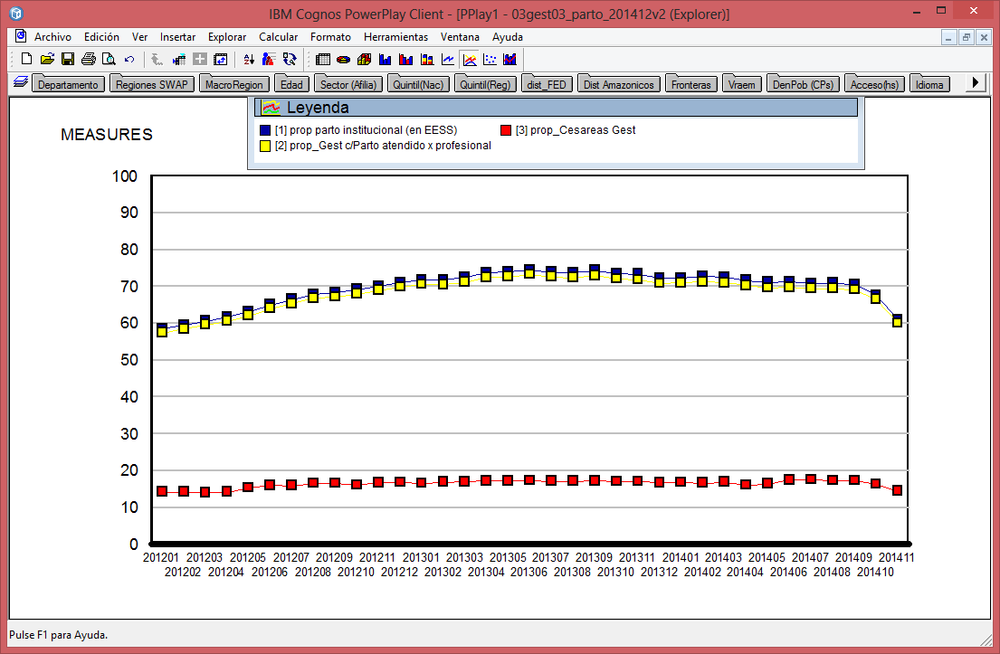 IBM Cognos PowerPlay Client - [PPlay1 - 03gest03_parto_201412v2 (Explorer)]
Archivo Edición Ver Insertar Explorar Calcular Formato Herramientas Ventana Ayuda
Departamento Regiones SWAP MacroRegion Edad Sector (Afilia) Quintil(Nac) Quintil(Reg) dist_FED Dist Amazonicos Fronteras Vraem DenPob (CPs) Acceso(hs) Idioma
Leyenda
[1] prop parto institucional (en EESS) [3] prop_Cesareas Gest
[2] prop_Gest c/Parto atendido x profesional
MEASURES
100
90
80
70
60
50
40
30
20
10
0
201201 201203 201205 201207 201209 201211 201301 201303 201305 201307 201309 201311 201401 201403 201405 201407 201409 201411
201202 201204 201206 201208 201210 201212 201302 201304 201306 201308 201310 201312 201402 201404 201406 201408 201410
Pulse F1 para Ayuda.